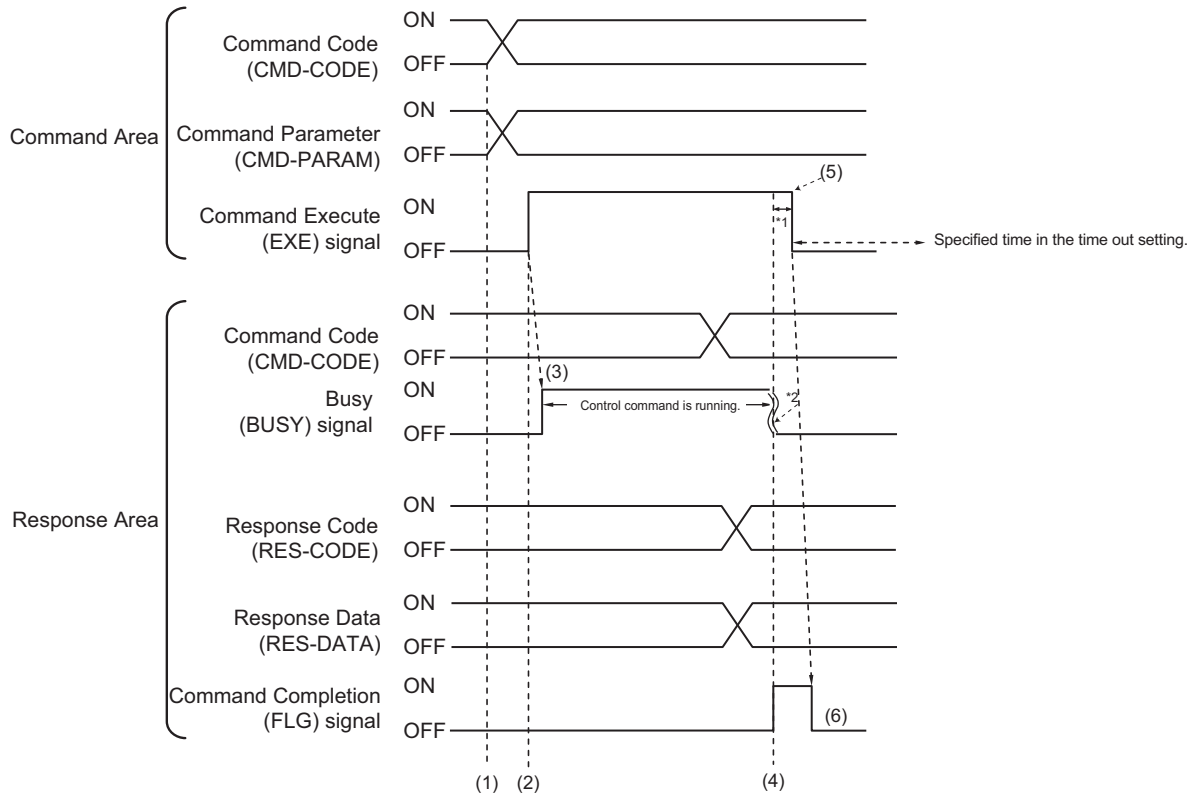 Command Area
Command Code
(CMD-CODE)
ON
OFF
Command Parameter
(CMD-PARAM)
ON
OFF
Command Execute
(EXE) signal
ON
OFF
(5)
*1
Specified time in the time out setting.
Response Area
Command Code
(CMD-CODE)
ON
OFF
Busy
(BUSY) signal
ON
OFF
(3)
Control command is running.
*2
Response Code
(RES-CODE)
ON
OFF
Response Data
(RES-DATA)
ON
OFF
Command Completion
(FLG) signal
ON
OFF
(6)
(1)
(2)
(4)